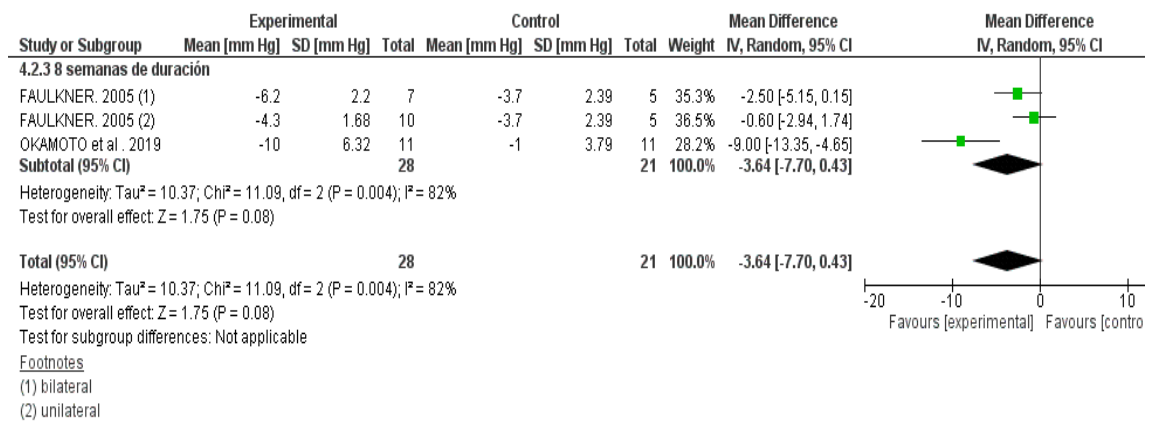 Experimental Control Mean Difference Mean Difference
Study or Subgroup Mean [mm Hg] SD [mm Hg] Total Mean [mm Hg] SD [mm Hg] Total Weight IV, Random, 95% CI IV, Random, 95% CI
4.2.3 8 semanas de duración
FAULKNER. 2005 (1) -6.2 2.2 7 -3.7 2.39 5 35.3% -2.50 [-5.15, 0.15]
FAULKNER. 2005 (2) -4.3 1.68 10 -3.7 2.39 5 36.5% -0.60 [-2.94, 1.74]
OKAMOTO et al . 2019 -10 6.32 11 -1 3.79 11 28.2% -9.00 [-13.35, -4.65]
Subtotal (95% CI) 28 21 100.0% -3.64 [-7.70, 0.43]
Heterogeneity: Tau² = 10.37; Chi² = 11.09, df = 2 (P = 0.004); I² = 82%
Test for overall effect: Z = 1.75 (P = 0.08)
Total (95% CI) 28 21 100.0% -3.64 [-7.70, 0.43]
Heterogeneity: Tau² = 10.37; Chi² = 11.09, df = 2 (P = 0.004); I² = 82%
Test for overall effect: Z = 1.75 (P = 0.08)
Test for subgroup differences: Not applicable
-20 -10 0 10
Favours [experimental] Favours [contro
Footnotes
(1) bilateral
(2) unilateral